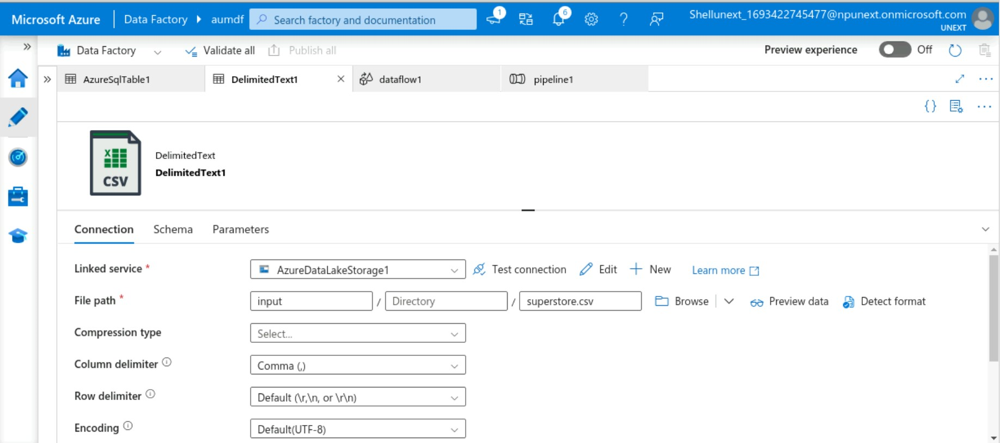 Microsoft Azure Data Factory aumdf Search factory and documentation 1 6 Shellunext_1693422745477@npunext.onmicrosoft.com
UNEXT
Data Factory Validate all Publish all Preview experience Off
AzureSqlTable1 DelimitedText1 dataflow1 pipeline1
DelimitedText
DelimitedText1
X
CSV
Connection Schema Parameters
Linked service * AzureDataLakeStorage1 Test connection Edit New Learn more
File path * input / Directory / superstore.csv Browse Preview data Detect format
Compression type Select...
Column delimiter Comma (,)
Row delimiter Default (\r,\n, or \r\n)
Encoding Default(UTF-8)